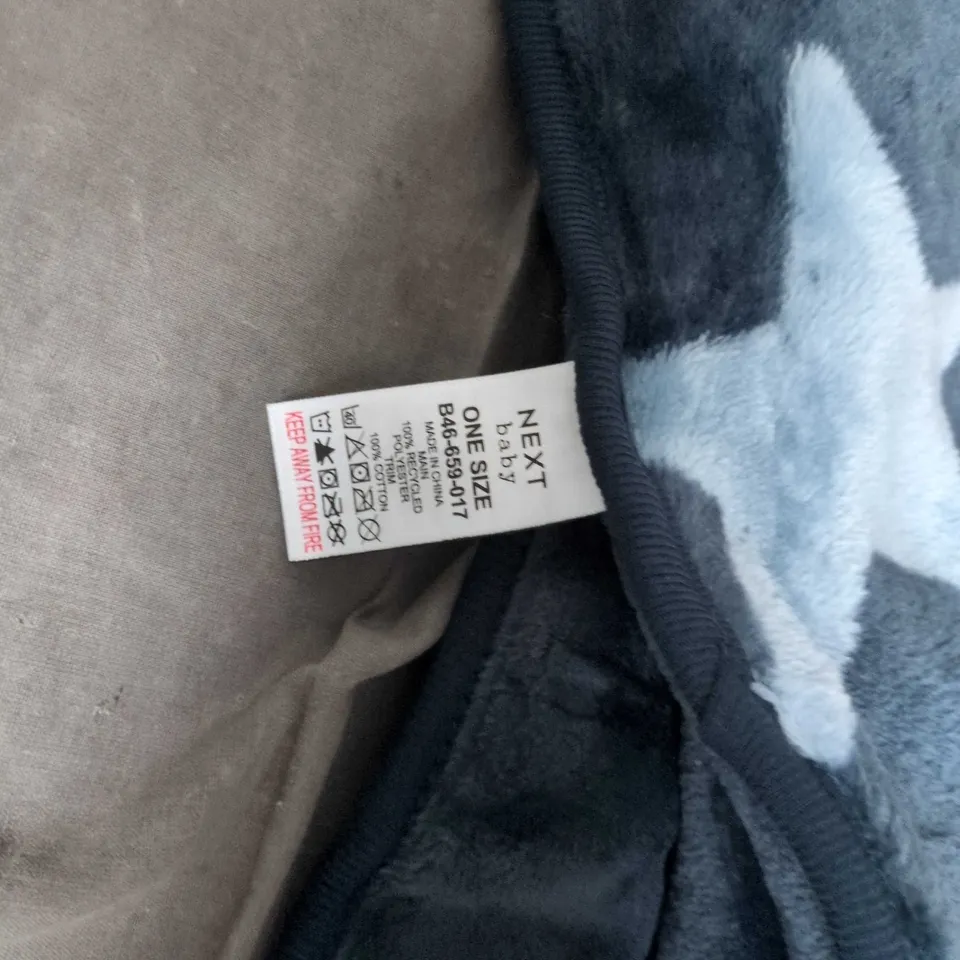 NEXT
baby
ONE SIZE
B46-659-017
MADE IN CHINA
MAIN
100% RECYCLED
POLYESTER
TRIM
100% COTTON
40
KEEP AWAY FROM FIRE